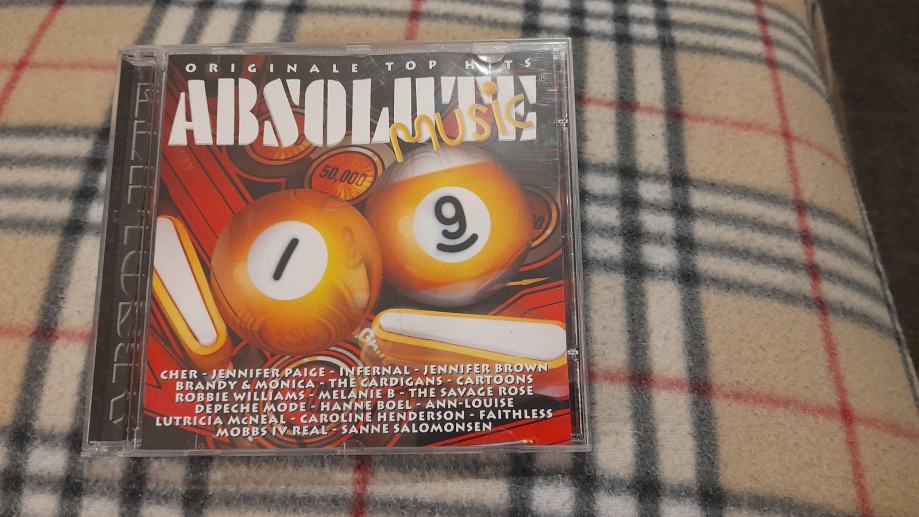 ORIGINALE TOP HITS
ABSOLUTE®
music
50,000
1 9
CHER - JENNIFER PAIGE - INFERNAL - JENNIFER BROWN
BRANDY & MONICA - THE CARDIGANS - CARTOONS
ROBBIE WILLIAMS - MELANIE B - THE SAVAGE ROSE
DEPECHE MODE - HANNE BOEL - ANN-LOUISE
LUTRICIA MCNEAL - CAROLINE HENDERSON - FAITHLESS
MOBBS IV REAL - SANNE SALOMONSEN